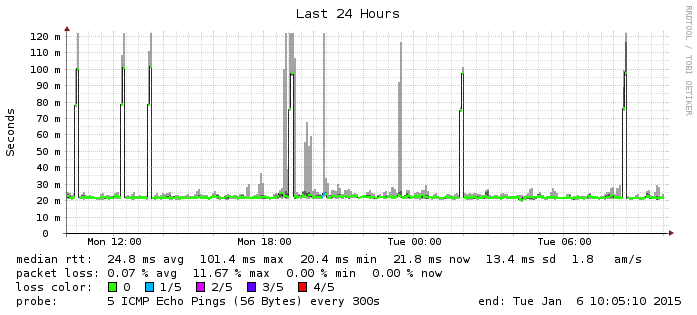 Last 24 Hours
RRDTOOL / TOBI OETIKER
Seconds
120 m
110 m
100 m
90 m
80 m
70 m
60 m
50 m
40 m
30 m
20 m
10 m
0
Mon 12:00 Mon 18:00 Tue 00:00 Tue 06:00
median rtt: 24.8 ms avg 101.4 ms max 20.4 ms min 21.8 ms now 13.4 ms sd 1.8 am/s
packet loss: 0.07 % avg 11.67 % max 0.00 % min 0.00 % now
loss color: 0 1/5 2/5 3/5 4/5
probe: 5 ICMP Echo Pings (56 Bytes) every 300s end: Tue Jan 6 10:05:10 2015